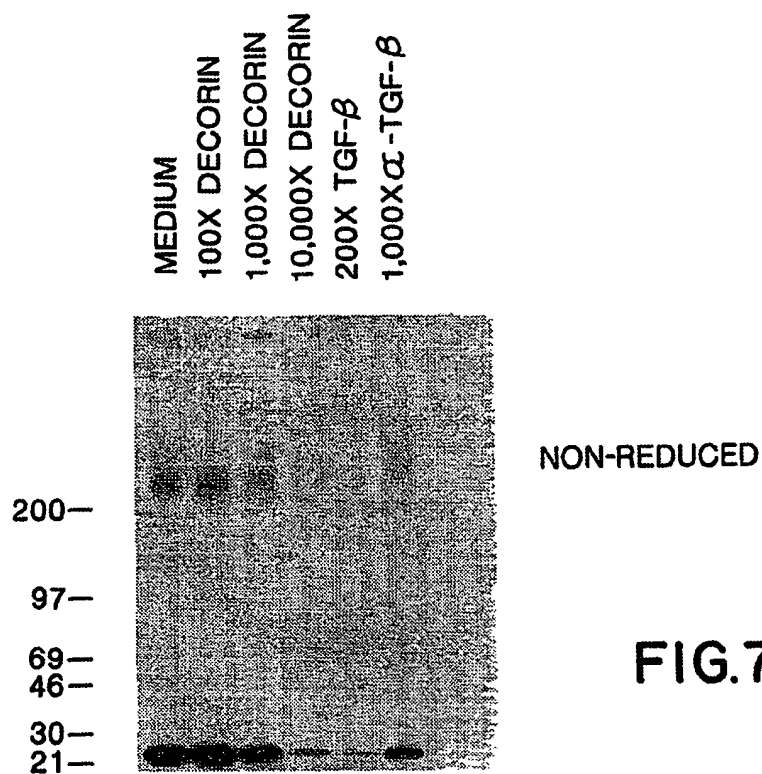 MEDIUM
100X DECORIN
1,000X DECORIN
10,000X DECORIN
200X TGF-β
1,000X α-TGF-β
NON-REDUCED
200—
97—
69—
46—
30—
21—
FIG.7